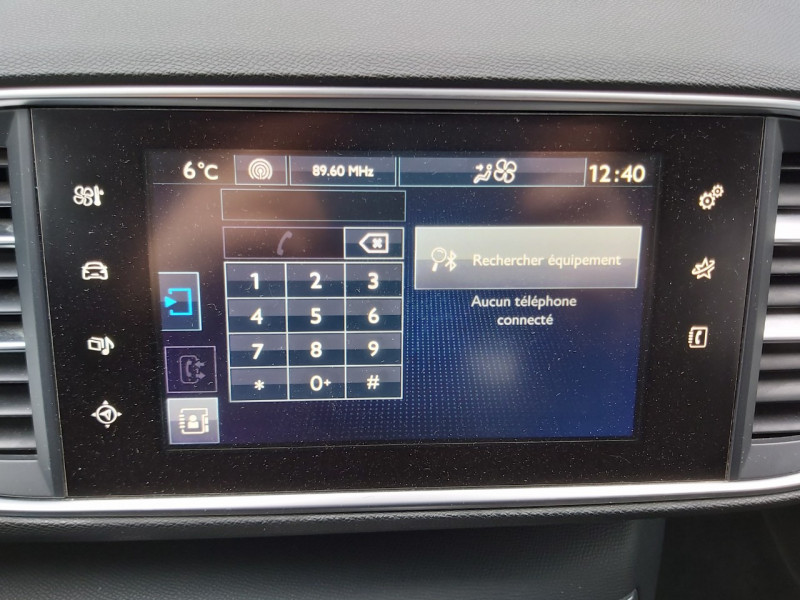 6°C 89.60 MHz 12:40
Rechercher équipement
Aucun téléphone
connecté
1 2 3
4 5 6
7 8 9
* 0+ #